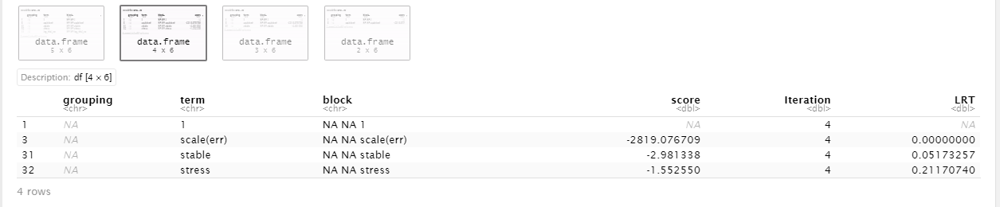 data.frame
5 x 6
data.frame
4 x 6
data.frame
3 x 6
data.frame
2 x 6
Description: df [4 × 6]
grouping term block score Iteration LRT
<chr> <chr> <chr> <dbl> <dbl> <dbl>
1 NA 1 NA NA 1 NA 4 NA
3 NA scale(err) NA NA scale(err) -2819.076709 4 0.00000000
31 NA stable NA NA stable -2.981338 4 0.05173257
32 NA stress NA NA stress -1.552550 4 0.21170740
4 rows